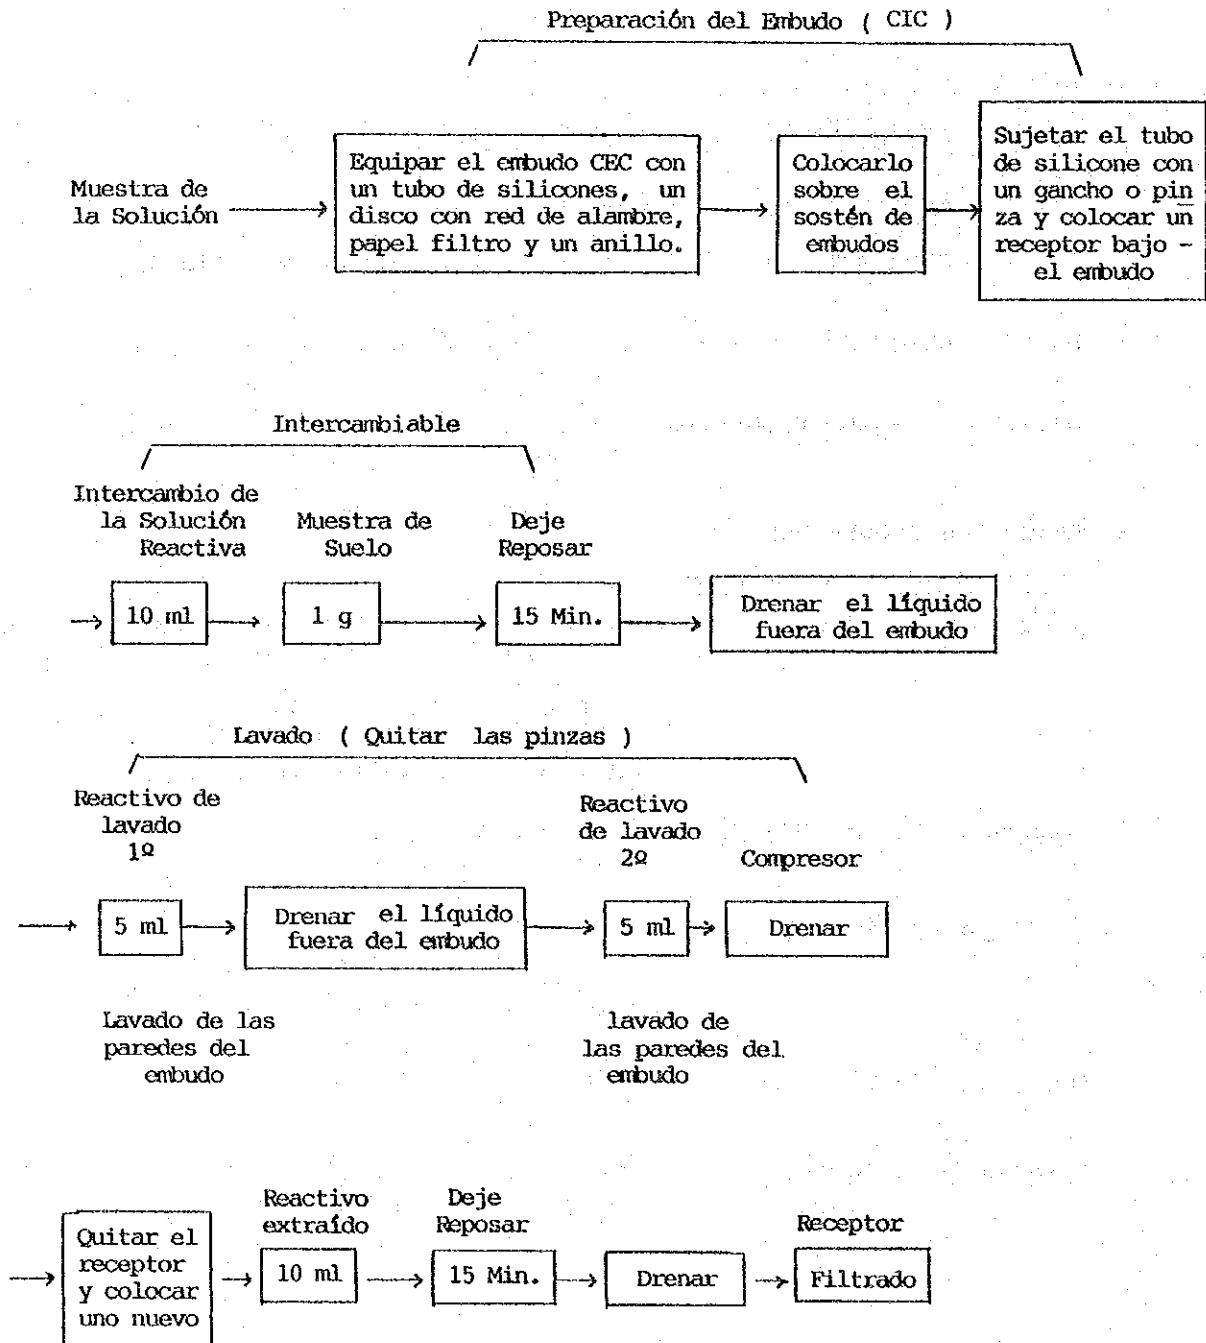 Preparación del Embudo ( CIC )
Muestra de
la Solución
Equipar el embudo CEC con
un tubo de silicones, un
disco con red de alambre,
papel filtro y un anillo.
Colocarlo
sobre el
sostén de
embudos
Sujetar el tubo
de silicone con
un gancho o pin
za y colocar un
receptor bajo -
el embudo
Intercambiable
Intercambio de
la Solución
Reactiva
Muestra de
Suelo
Deje
Reposar
10 ml
1 g
15 Min.
Drenar el líquido
fuera del embudo
Lavado ( Quitar las pinzas )
Reactivo de
lavado
1º
Reactivo
de lavado
2º
Compresor
5 ml
Drenar el líquido
fuera del embudo
5 ml
Drenar
Lavado de las
paredes del
embudo
lavado de
las paredes del
embudo
Quitar el
receptor
y colocar
uno nuevo
Reactivo
extraído
10 ml
Deje
Reposar
15 Min.
Drenar
Receptor
Filtrado